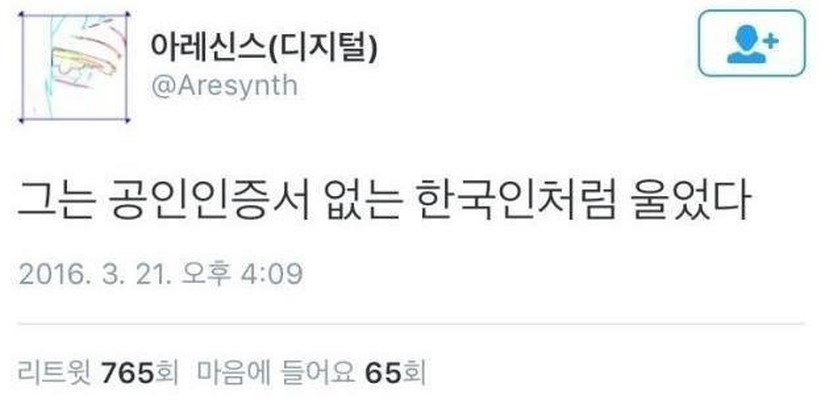 아레신스(디지털)
@Aresynth
그는 공인인증서 없는 한국인처럼 울었다
2016. 3. 21. 오후 4:09
리트윗 765회 마음에 들어요 65회